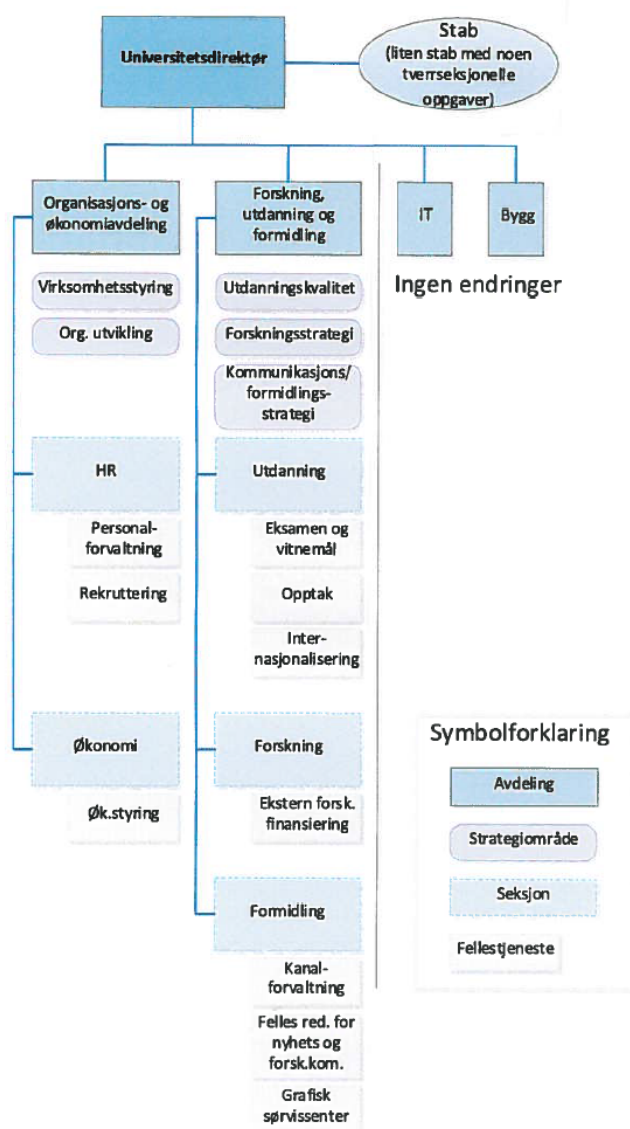 Universitetsdirektør
Stab
(liten stab med noen
tverrseksjonelle
oppgaver)
Organisasjons- og
økonomiavdeling
Forskning,
utdanning og
formidling
IT
Bygg
Ingen endringer
Virksomhetsstyring
Org. utvikling
Utdanningskvalitet
Forskningsstrategi
Kommunikasjons/
formidlings-
strategi
HR
Personal-
forvaltning
Rekruttering
Utdanning
Eksamen og
vitnemål
Opptak
Inter-
nasjonalisering
Økonomi
Øk.styring
Forskning
Ekstern forsk.
finansiering
Formidling
Kanal-
forvaltning
Felles red. for
nyhets og
forsk.kom.
Grafisk
sørvissenter
Symbolforklaring
Avdeling
Strategiområde
Seksjon
Fellestjeneste